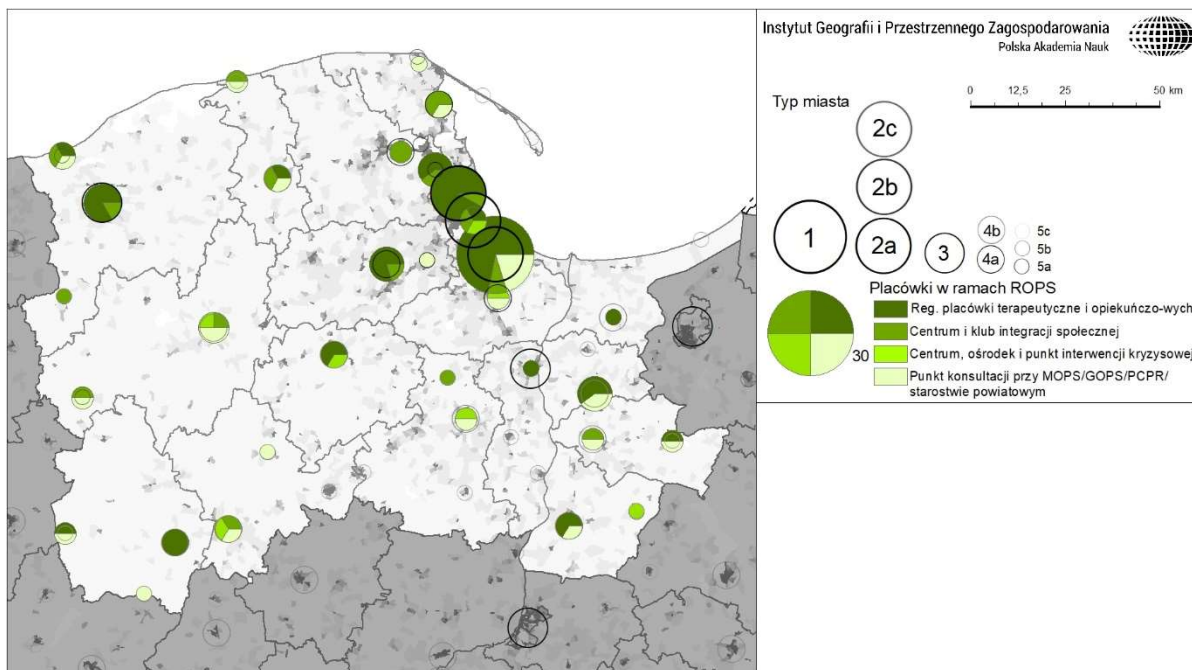 Instytut Geografii i Przestrzennego Zagospodarowania
Polska Akademia Nauk
0 12,5 25 50 km
Typ miasta
2c
2b
1 2a 3 4b 4a 5c 5b 5a
Placówki w ramach ROPS
30
Reg. placówki terapeutyczne i opiekuńczo-wych
Centrum i klub integracji społecznej
Centrum, ośrodek i punkt interwencji kryzysowej
Punkt konsultacji przy MOPS/GOPS/PCPR/
starostwie powiatowym